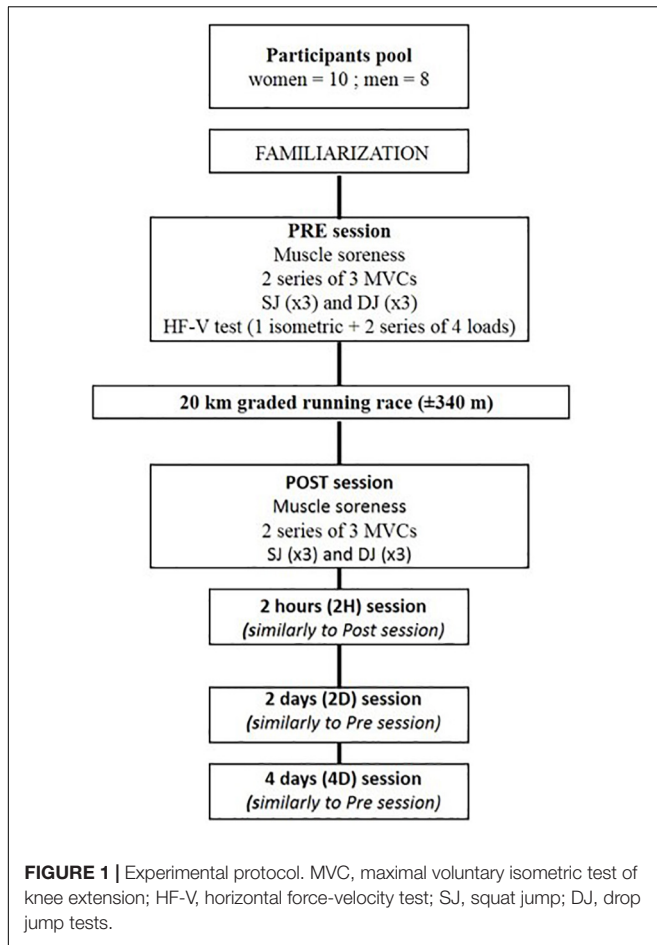 Participants pool
women = 10 ; men = 8
FAMILIARIZATION
PRE session
Muscle soreness
2 series of 3 MVCs
SJ (x3) and DJ (x3)
HF-V test (1 isometric + 2 series of 4 loads)
20 km graded running race (±340 m)
POST session
Muscle soreness
2 series of 3 MVCs
SJ (x3) and DJ (x3)
2 hours (2H) session
(similarly to Post session)
2 days (2D) session
(similarly to Pre session)
4 days (4D) session
(similarly to Pre session)
FIGURE 1 | Experimental protocol. MVC, maximal voluntary isometric test of
knee extension; HF-V, horizontal force-velocity test; SJ, squat jump; DJ, drop
jump tests.